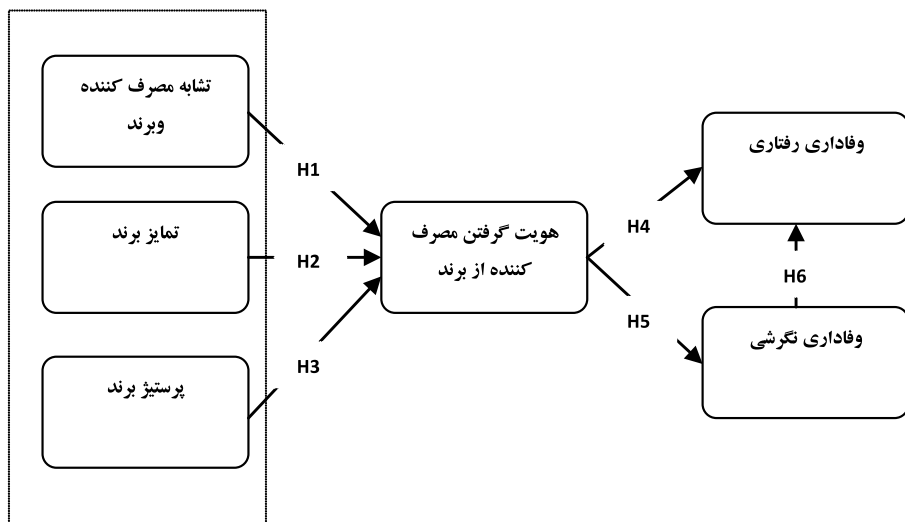 تشابه مصرف کننده
وبرند
H1
وفاداری رفتاری
تمایز برند
H2
هویت گرفتن مصرف
کننده از برند
H4
H6
H5
وفاداری نگرشی
H3
پرستیژ برند